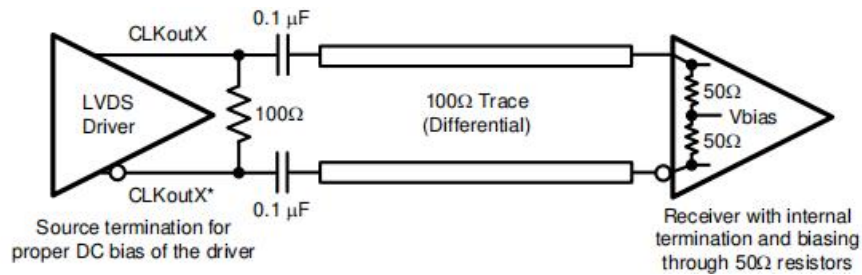 0.1 µF
CLKoutX
LVDS
Driver
100Ω
100Ω Trace
(Differential)
50Ω
Vbias
50Ω
CLKoutX*
0.1 µF
Source termination for
proper DC bias of the driver
Receiver with internal
termination and biasing
through 50Ω resistors